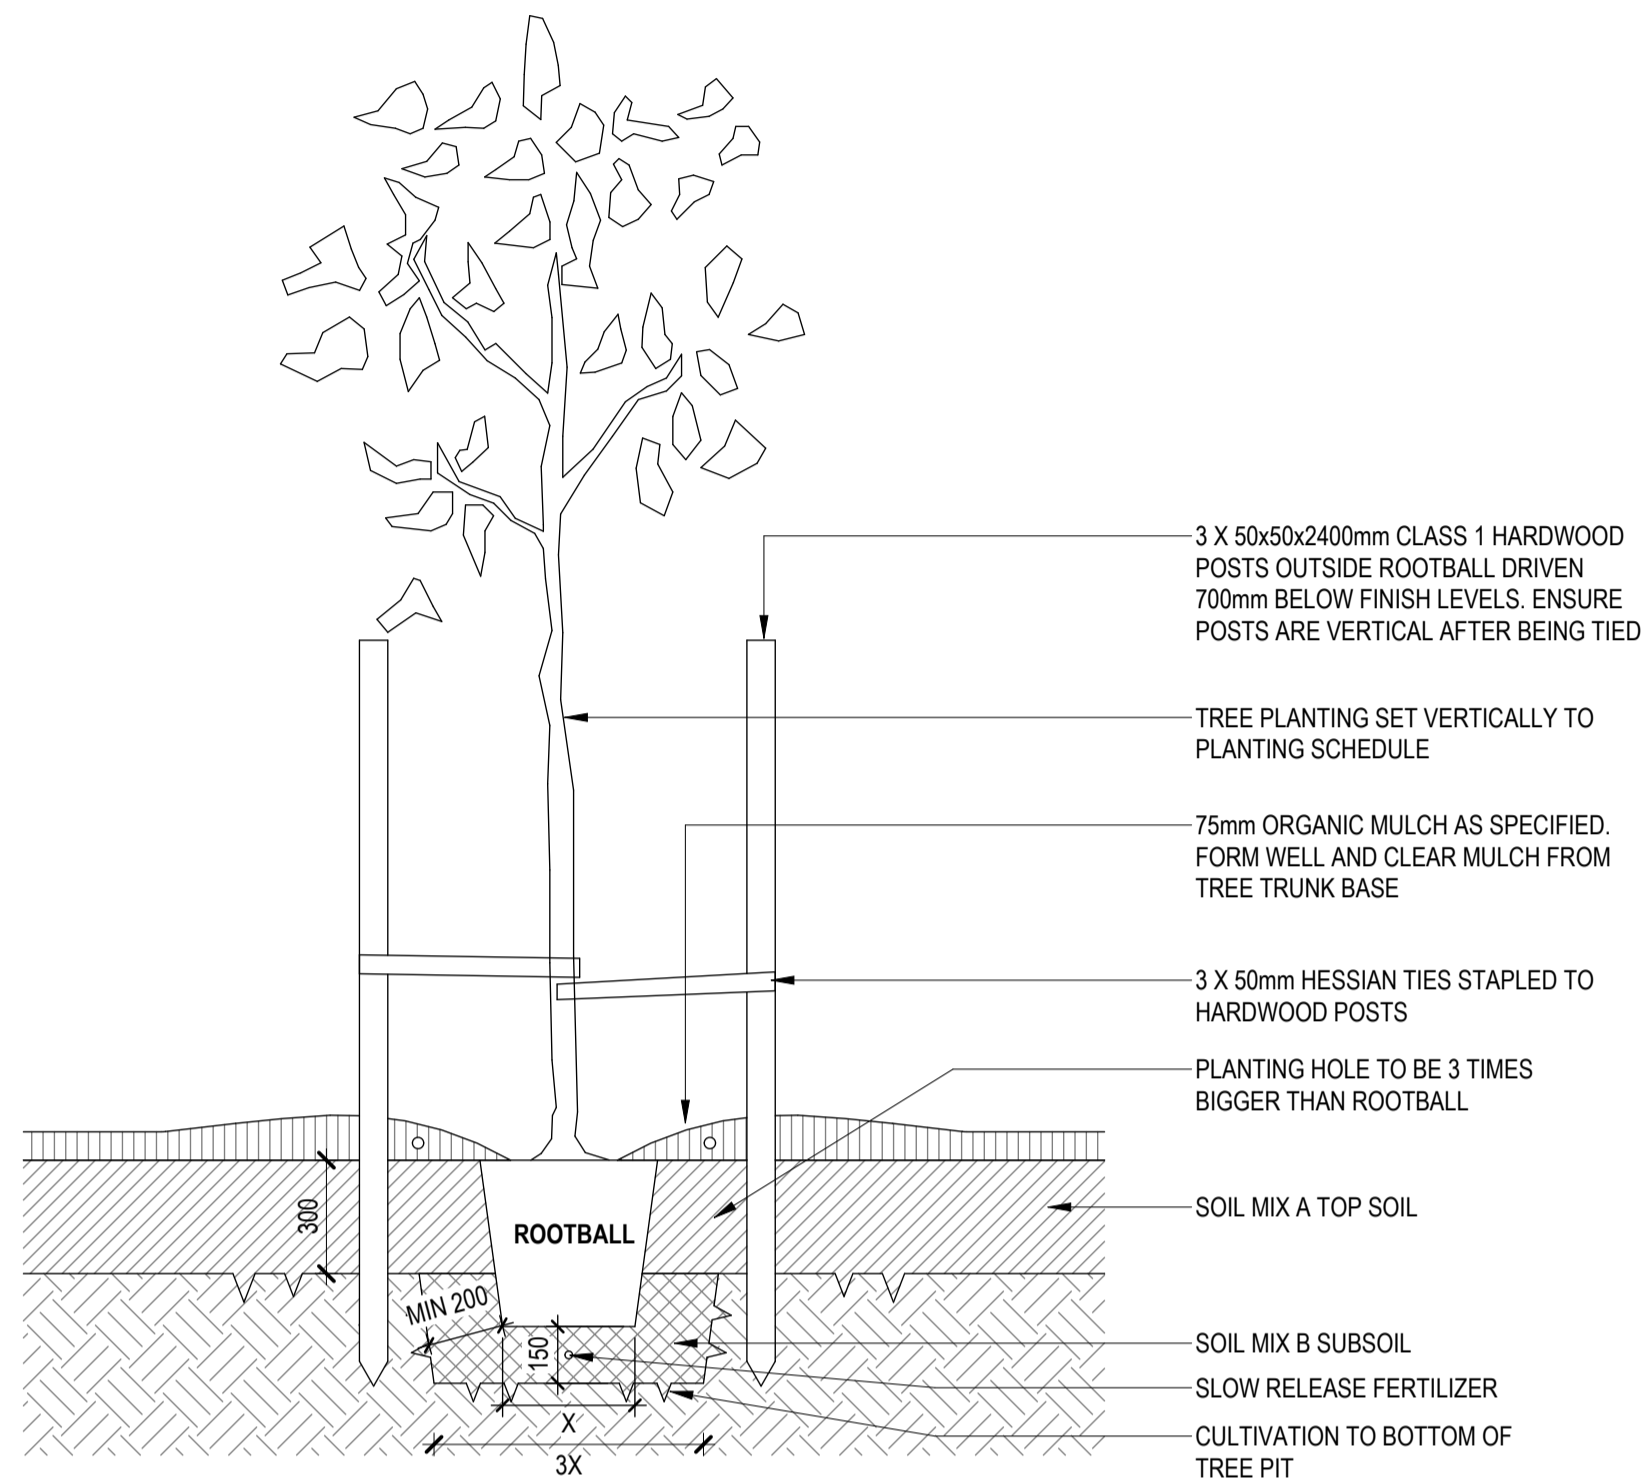 3 X 50x50x2400mm CLASS 1 HARDWOOD
POSTS OUTSIDE ROOTBALL DRIVEN
700mm BELOW FINISH LEVELS. ENSURE
POSTS ARE VERTICAL AFTER BEING TIED
TREE PLANTING SET VERTICALLY TO
PLANTING SCHEDULE
75mm ORGANIC MULCH AS SPECIFIED.
FORM WELL AND CLEAR MULCH FROM
TREE TRUNK BASE
3 X 50mm HESSIAN TIES STAPLED TO
HARDWOOD POSTS
PLANTING HOLE TO BE 3 TIMES
BIGGER THAN ROOTBALL
SOIL MIX A TOP SOIL
300
ROOTBALL
MIN 200
150
SOIL MIX B SUBSOIL
SLOW RELEASE FERTILIZER
X
CULTIVATION TO BOTTOM OF
TREE PIT
3X